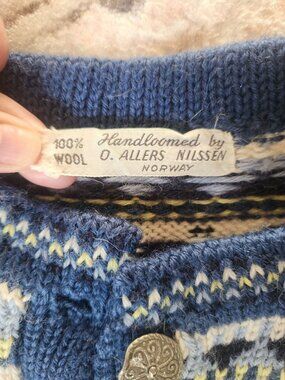 100% WOOL
Handloomed by
O. ALLERS NILSSEN
NORWAY